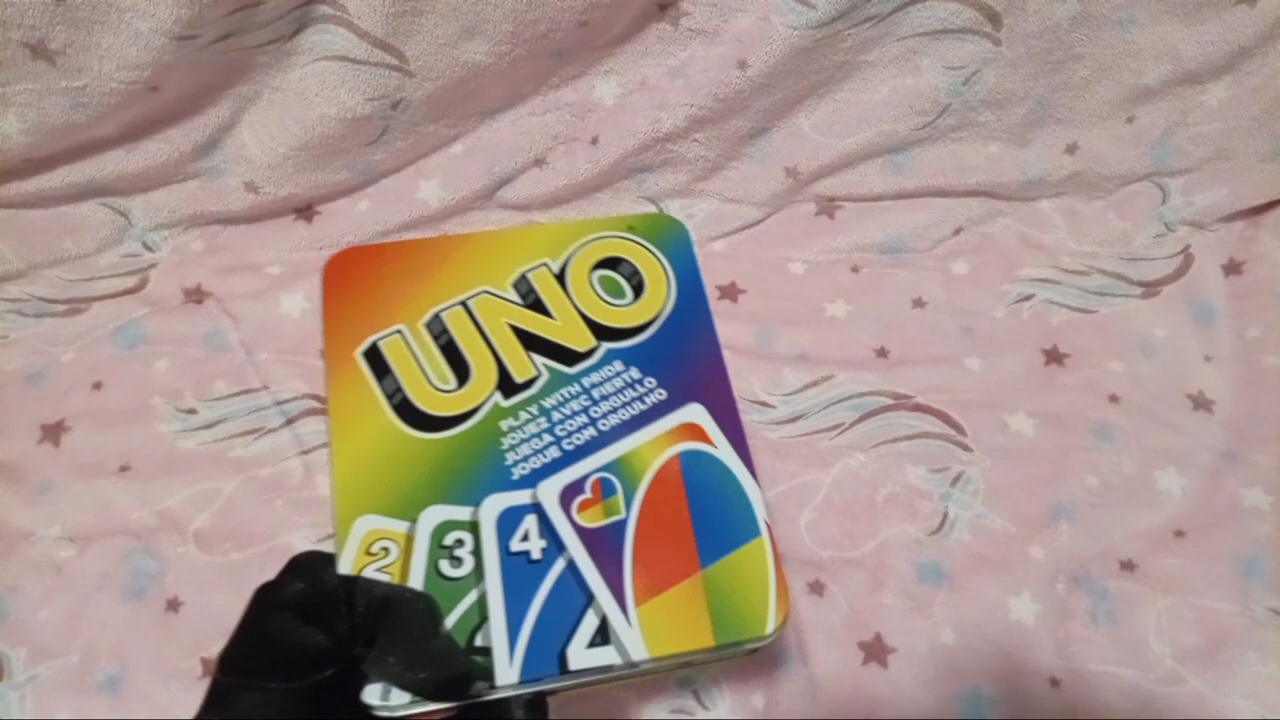 UNO
PLAY WITH PRIDE
JOUEZ AVEC FIERTÉ
JUEGA CON ORGULLO
JOGUE COM ORGULHO
2
3
4